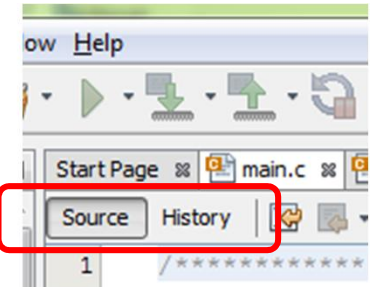 ow Help
Start Page main.c
Source History
1 /************